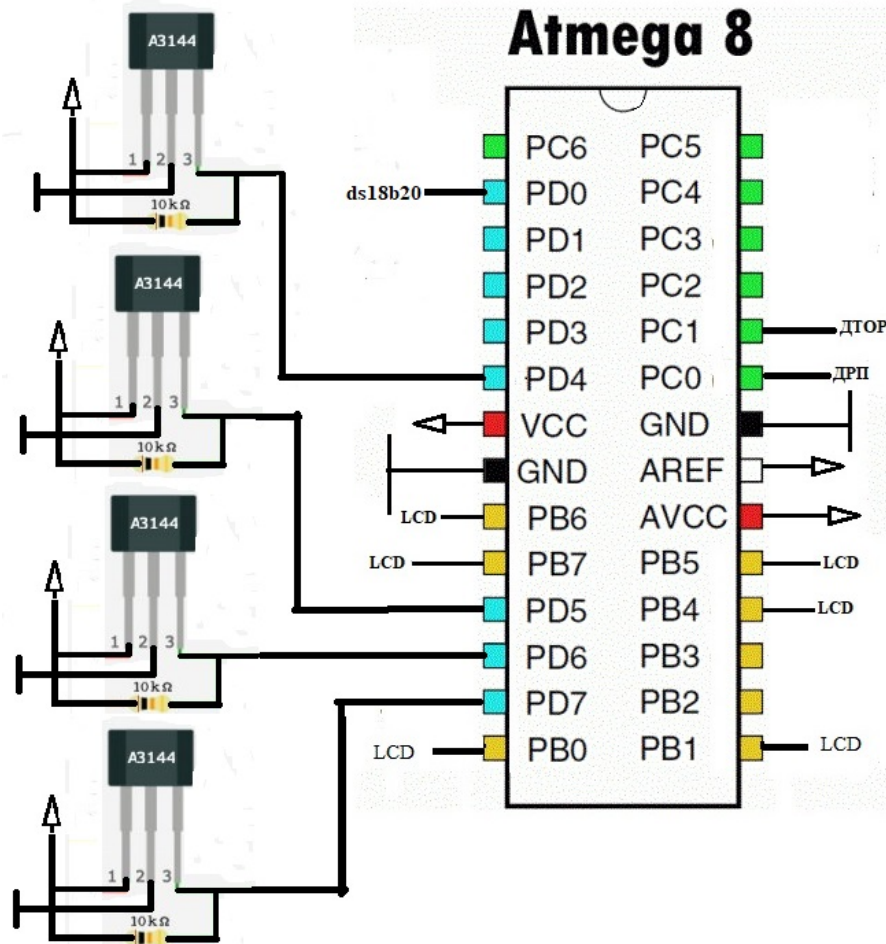 Atmega 8
A3144
1 2 3
10kΩ
A3144
1 2 3
10kΩ
A3144
1 2 3
10kΩ
A3144
1 2 3
10kΩ
PC6 PC5
ds18b20 PD0 PC4
PD1 PC3
PD2 PC2
PD3 PC1 ДТОР
PD4 PC0 ДРП
VCC GND
GND AREF
LCD PB6 AVCC
LCD PB7 PB5 LCD
PD5 PB4 LCD
PD6 PB3
PD7 PB2
LCD PB0 PB1 LCD